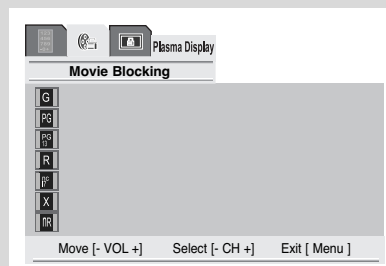 Plasma Display
Movie Blocking
G
PG
PG
13
R
NC
17
X
NR
Move [- VOL +] Select [- CH +] Exit [ Menu ]